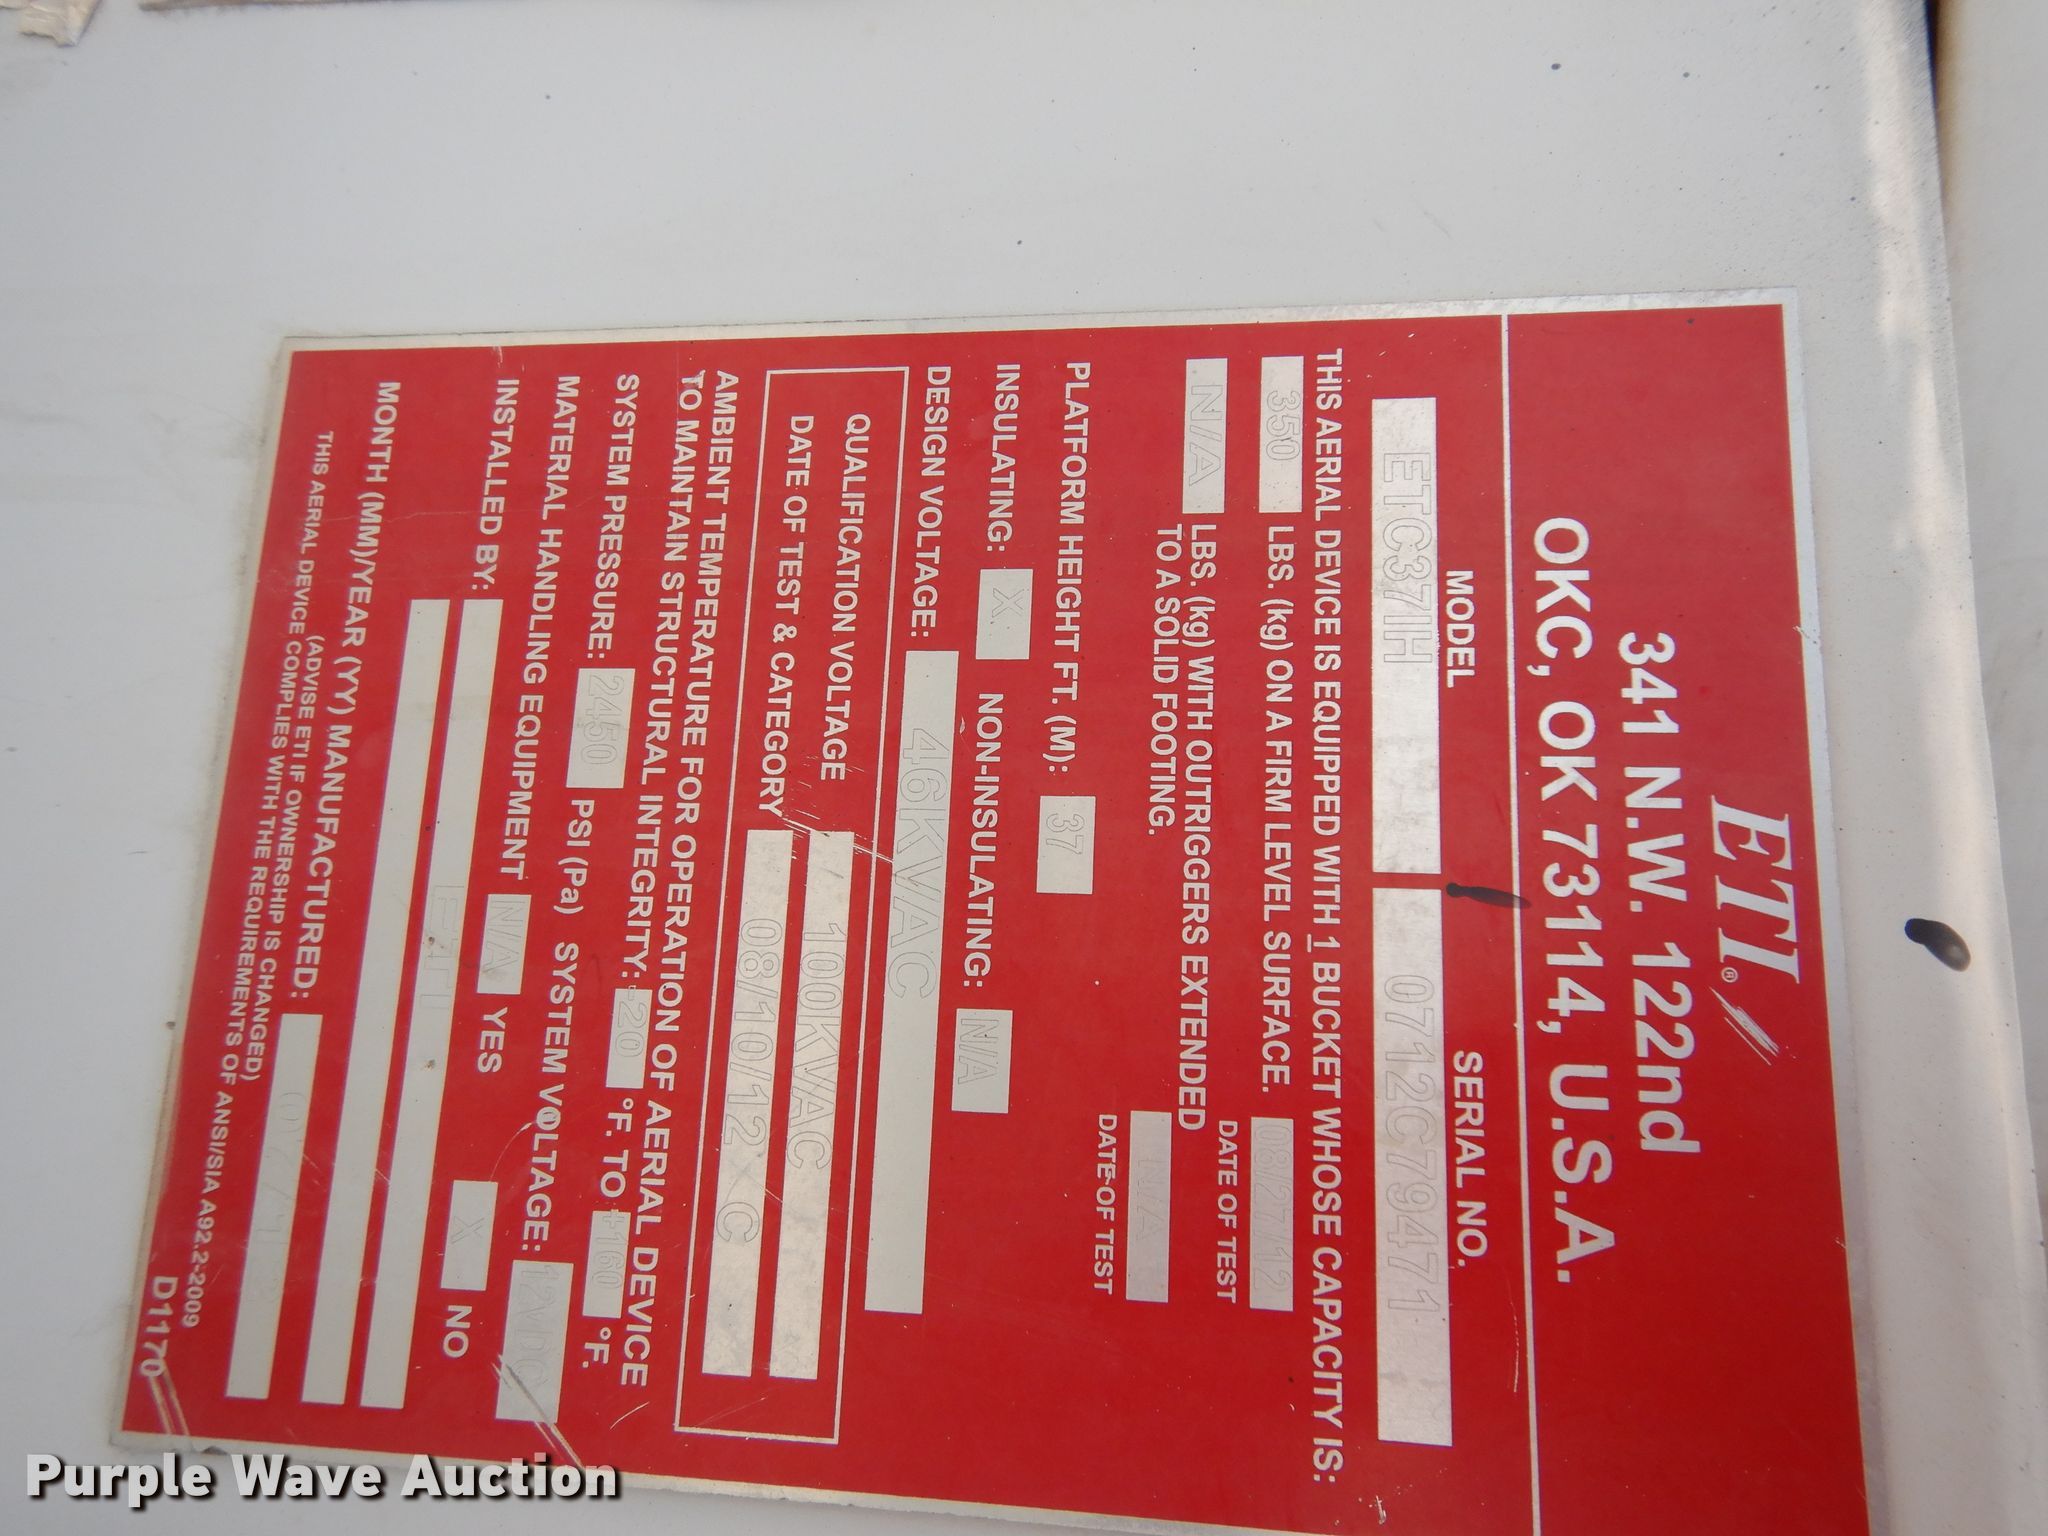 ETI®
341 N.W. 122nd
OKC, OK 73114, U.S.A.
MODEL SERIAL NO.
ETC37IH 0712C79471
THIS AERIAL DEVICE IS EQUIPPED WITH 1 BUCKET WHOSE CAPACITY IS:
350 LBS. (kg) ON A FIRM LEVEL SURFACE. 08/27/12
DATE OF TEST
N/A LBS. (kg) WITH OUTRIGGERS EXTENDED
TO A SOLID FOOTING. N/A
DATE OF TEST
PLATFORM HEIGHT FT. (M): 37
INSULATING: X NON-INSULATING: N/A
DESIGN VOLTAGE: 46KVAC
QUALIFICATION VOLTAGE 100KVAC
DATE OF TEST & CATEGORY 08/10/12 C
AMBIENT TEMPERATURE FOR OPERATION OF AERIAL DEVICE
TO MAINTAIN STRUCTURAL INTEGRITY: -20 °F. TO +160 °F.
SYSTEM PRESSURE: 2450 PSI (Pa) SYSTEM VOLTAGE: 12VDC
MATERIAL HANDLING EQUIPMENT N/A YES X NO
INSTALLED BY: ETI
MONTH (MM)/YEAR (YY) MANUFACTURED:
(ADVISE ETI IF OWNERSHIP IS CHANGED)
THIS AERIAL DEVICE COMPLIES WITH THE REQUIREMENTS OF ANSI/SIA A92.2-2009
D1170
Purple Wave Auction